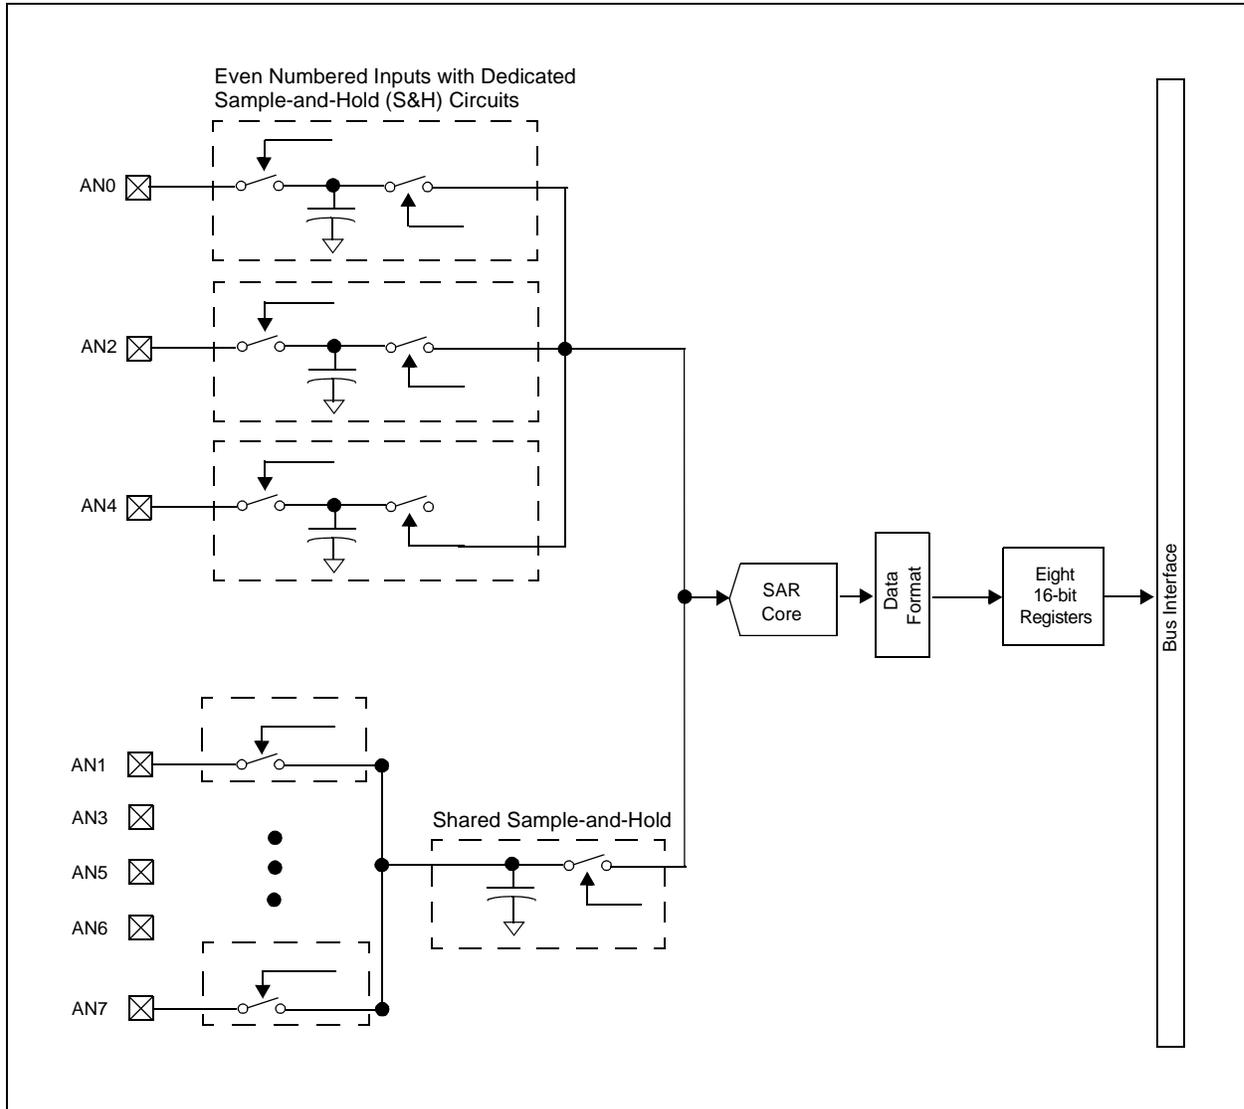 Even Numbered Inputs with Dedicated
Sample-and-Hold (S&H) Circuits
AN0
AN2
AN4
SAR
Core
Data
Format
Eight
16-bit
Registers
Bus Interface
AN1
AN3
AN5
AN6
AN7
Shared Sample-and-Hold